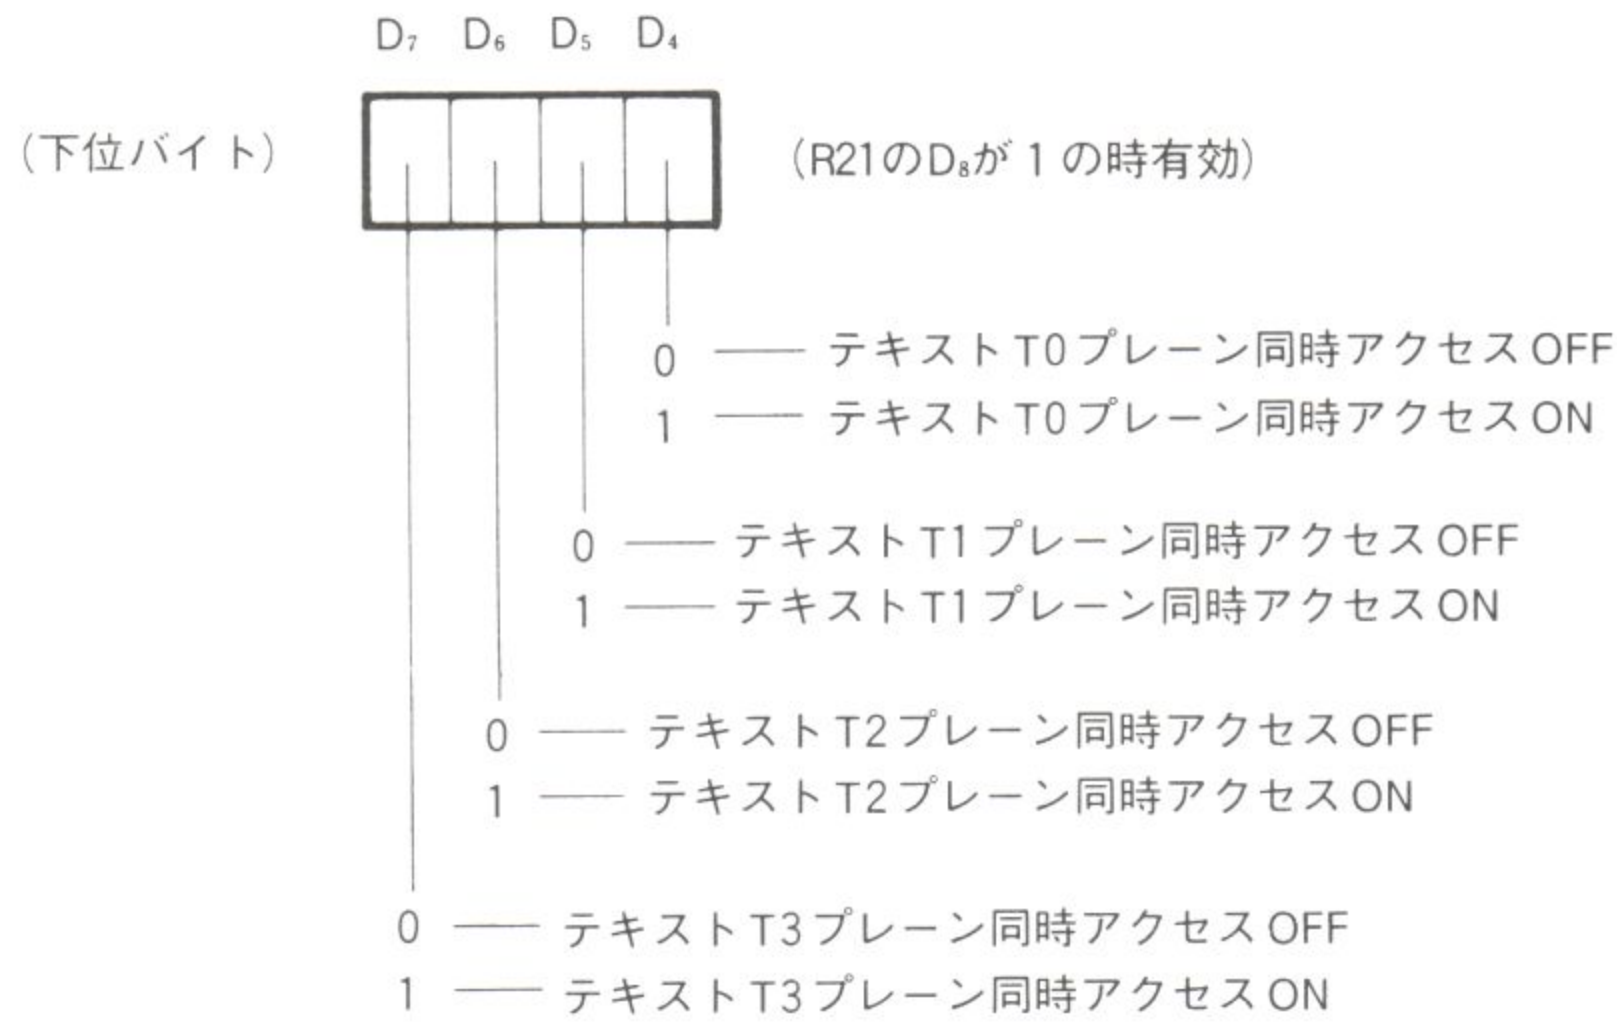 D₇ D₆ D₅ D₄
(下位バイト)
(R21のD₈が1の時有効)
0 —— テキストT0プレーン同時アクセスOFF
1 —— テキストT0プレーン同時アクセスON
0 —— テキストT1プレーン同時アクセスOFF
1 —— テキストT1プレーン同時アクセスON
0 —— テキストT2プレーン同時アクセスOFF
1 —— テキストT2プレーン同時アクセスON
0 —— テキストT3プレーン同時アクセスOFF
1 —— テキストT3プレーン同時アクセスON